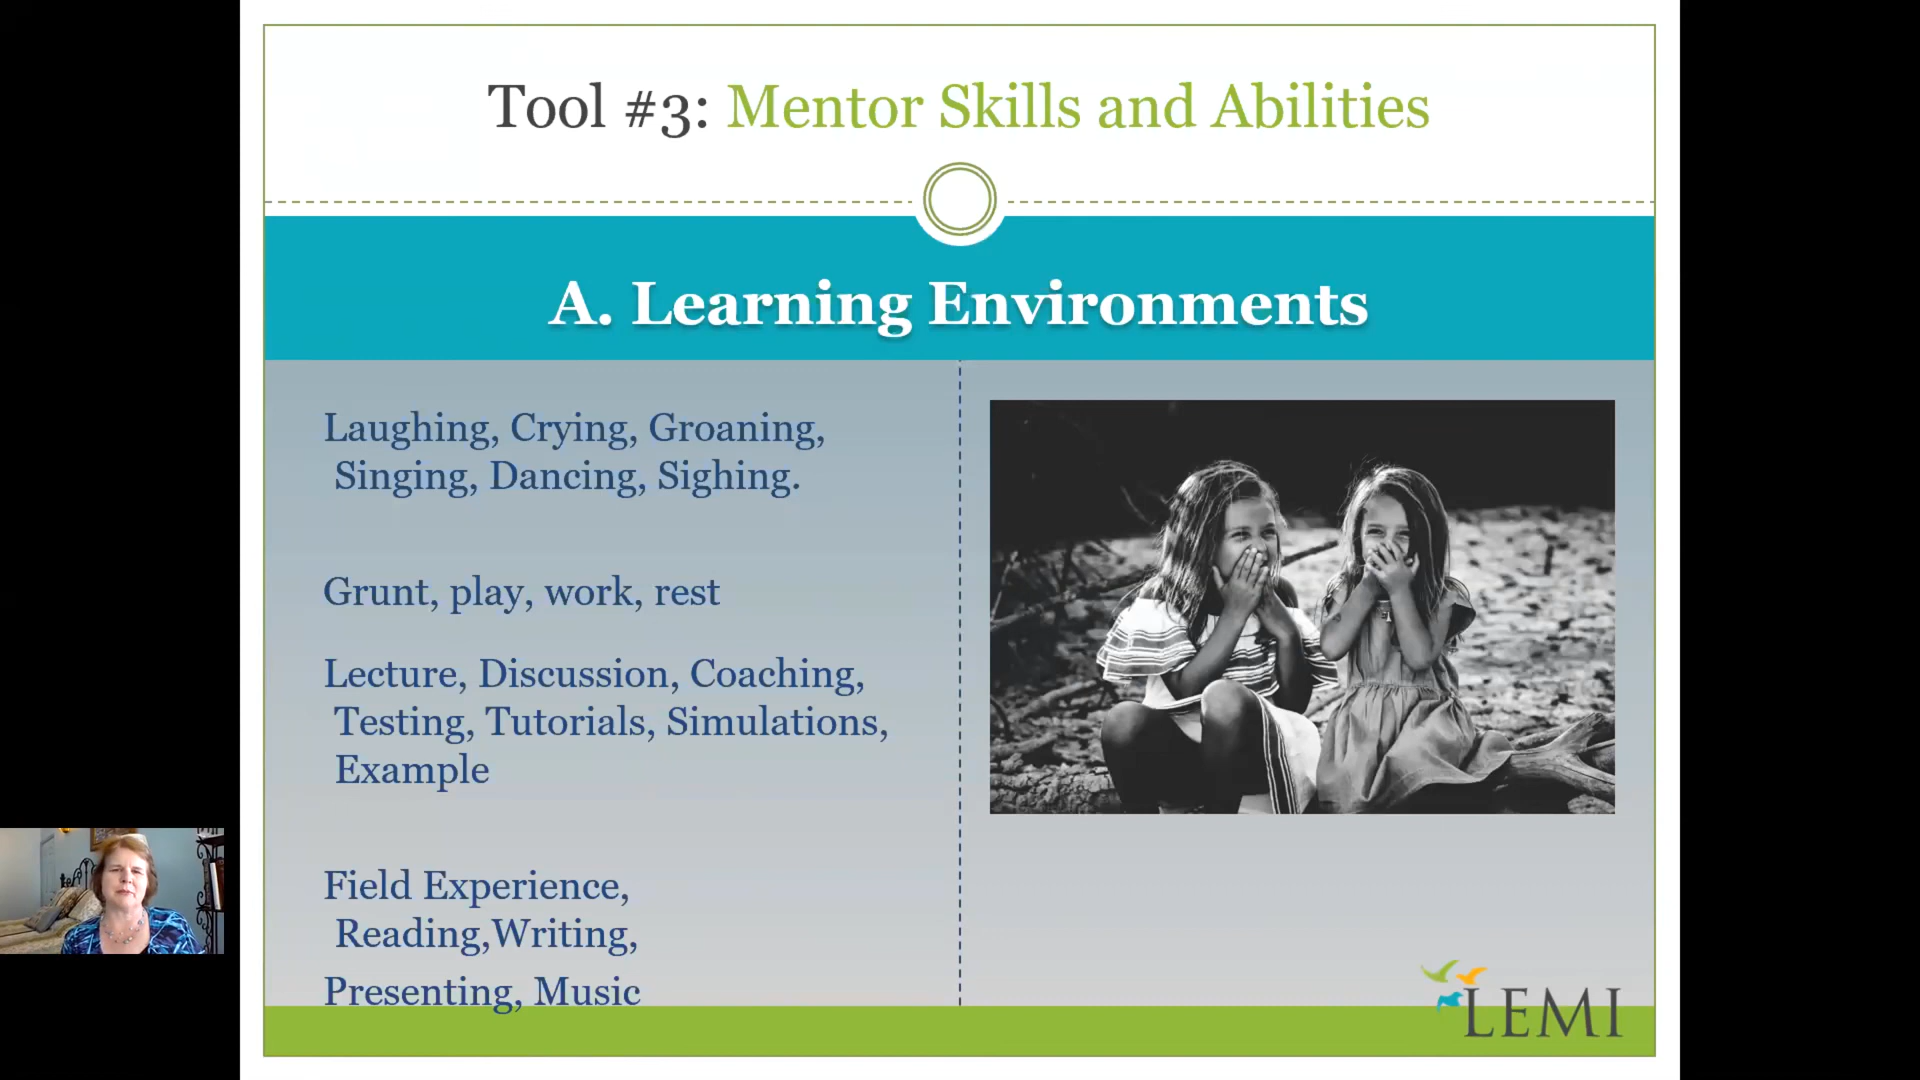 Tool #3: Mentor Skills and Abilities
A. Learning Environments
Laughing, Crying, Groaning,
Singing, Dancing, Sighing.
Grunt, play, work, rest
Lecture, Discussion, Coaching,
Testing, Tutorials, Simulations,
Example
Field Experience,
Reading,Writing,
Presenting, Music
LEMI